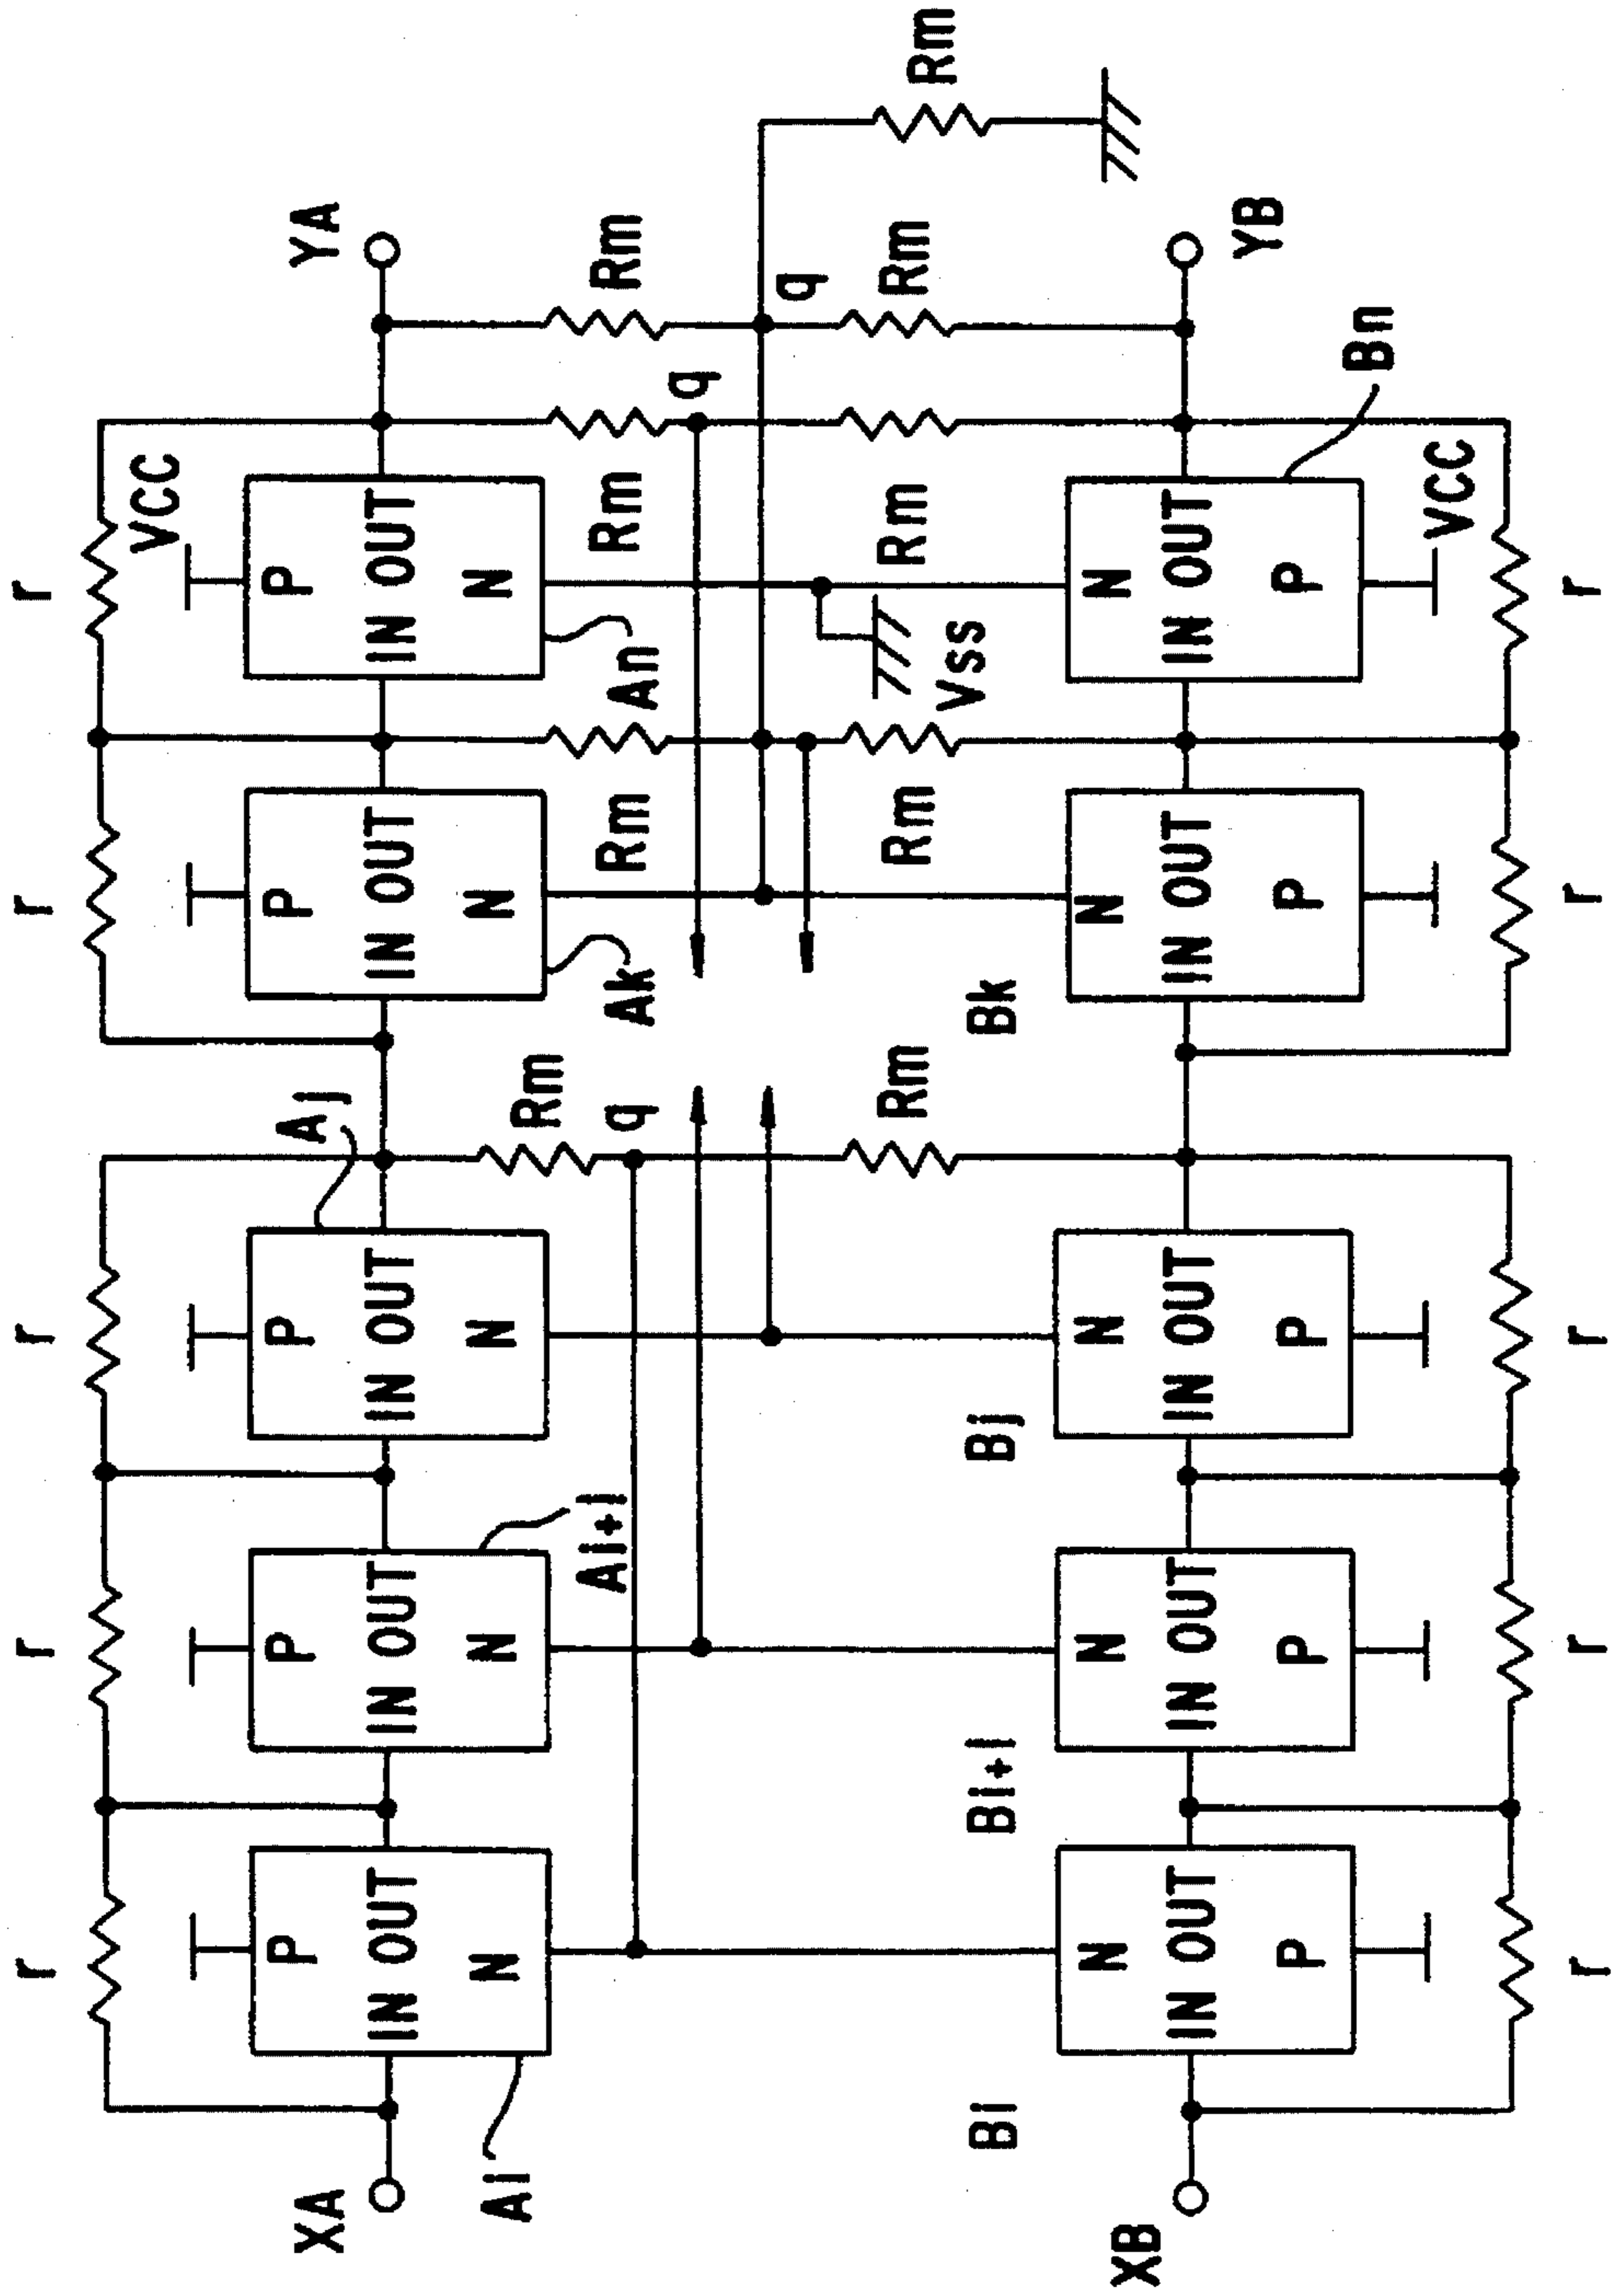 r r r r r
VCC
P P P P P
XA Aj YA
IN OUT IN OUT IN OUT IN OUT IN OUT
N N N N N
Ai Rm
Ai+1 q Ak Rm An Rm Rm
q
q
Rm Rm Rm Rm Rm
Vss
Bi Bi+1 Bj Bk
N N N N N
XB
IN OUT IN OUT IN OUT IN OUT IN OUT
YB
P P P P P
Bn
VCC
r r r r r